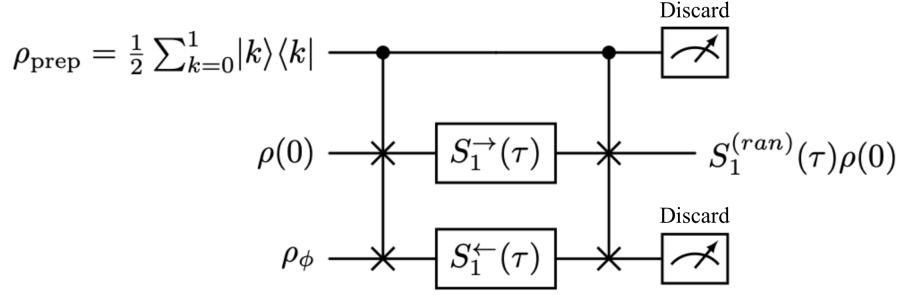 Discard
ρ_prep = 1/2 ∑_{k=0}^{1} |k⟩⟨k|
ρ(0) S_1^→(τ) S_1^{(ran)}(τ)ρ(0)
Discard
ρ_ϕ S_1^←(τ)